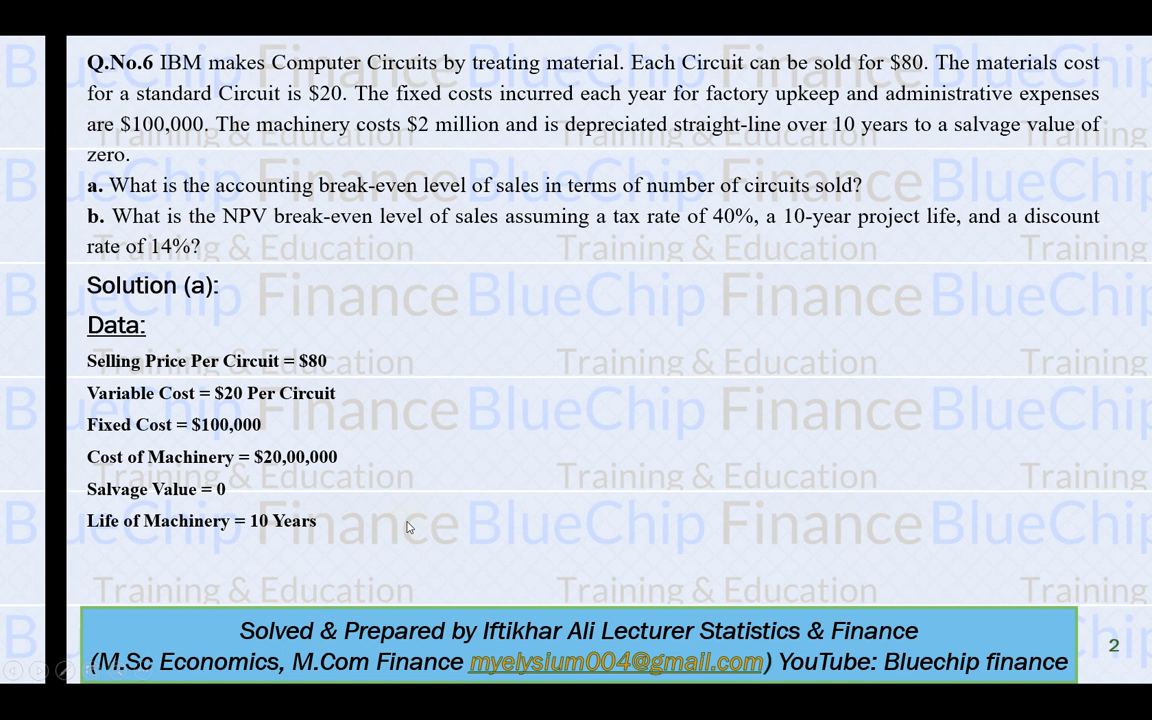 Q.No.6 IBM makes Computer Circuits by treating material. Each Circuit can be sold for $80. The materials cost
for a standard Circuit is $20. The fixed costs incurred each year for factory upkeep and administrative expenses
are $100,000. The machinery costs $2 million and is depreciated straight-line over 10 years to a salvage value of
zero.
a. What is the accounting break-even level of sales in terms of number of circuits sold?
b. What is the NPV break-even level of sales assuming a tax rate of 40%, a 10-year project life, and a discount
rate of 14%?
Solution (a):
Data:
Selling Price Per Circuit = $80
Variable Cost = $20 Per Circuit
Fixed Cost = $100,000
Cost of Machinery = $20,00,000
Salvage Value = 0
Life of Machinery = 10 Years
Solved & Prepared by Iftikhar Ali Lecturer Statistics & Finance
(M.Sc Economics, M.Com Finance myelysium004@gmail.com) YouTube: Bluechip finance
2
BlueChip Finance
Training & Education